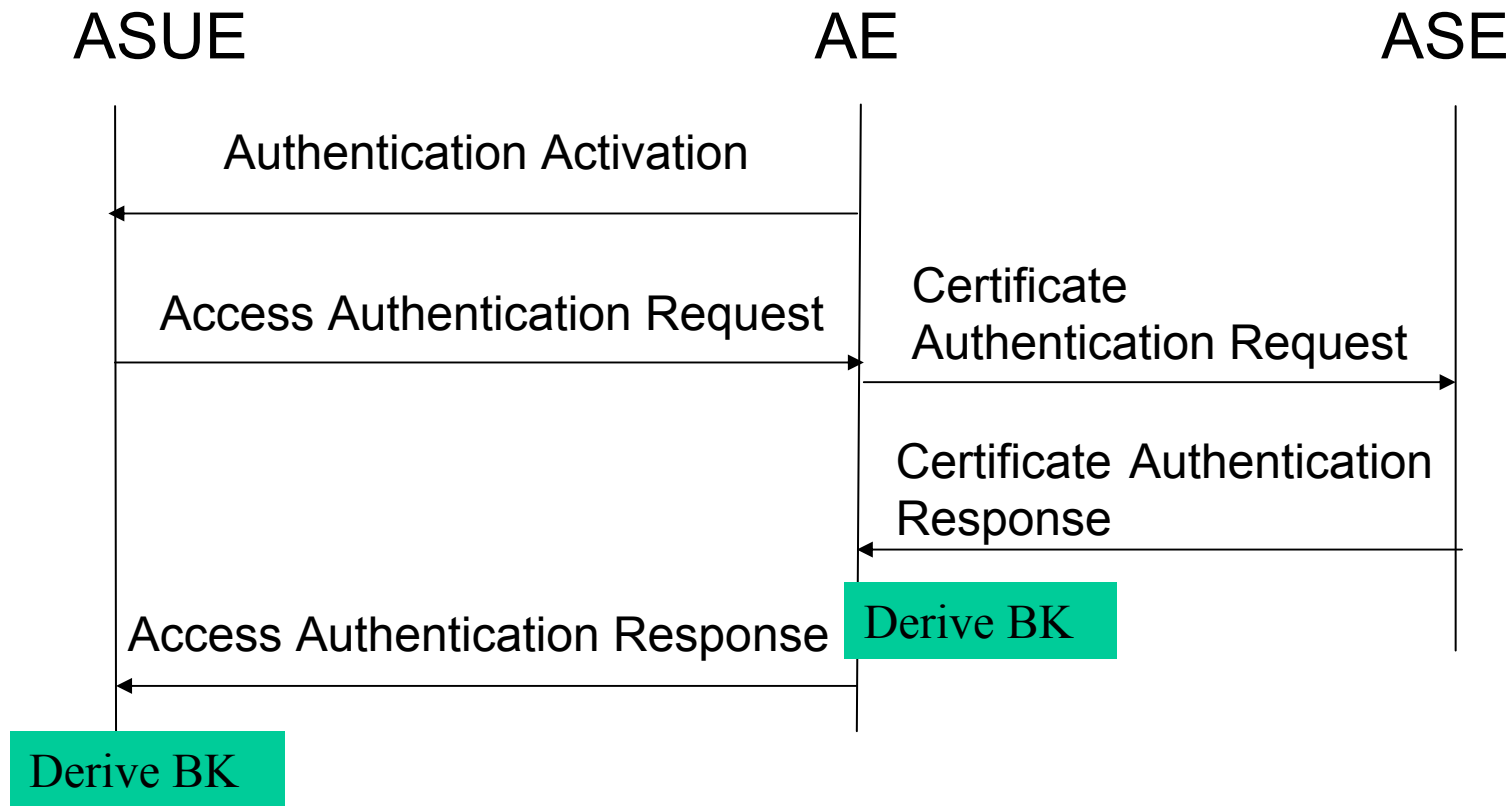 ASUE
AE
ASE
Authentication Activation
Access Authentication Request
Certificate
Authentication Request
Certificate Authentication
Response
Derive BK
Access Authentication Response
Derive BK